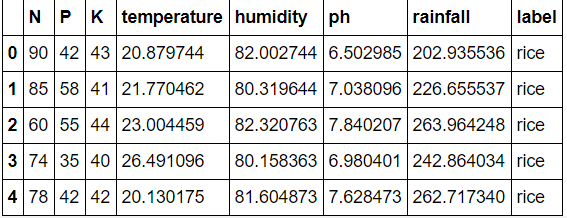 N P K temperature humidity ph rainfall label
0 90 42 43 20.879744 82.002744 6.502985 202.935536 rice
1 85 58 41 21.770462 80.319644 7.038096 226.655537 rice
2 60 55 44 23.004459 82.320763 7.840207 263.964248 rice
3 74 35 40 26.491096 80.158363 6.980401 242.864034 rice
4 78 42 42 20.130175 81.604873 7.628473 262.717340 rice